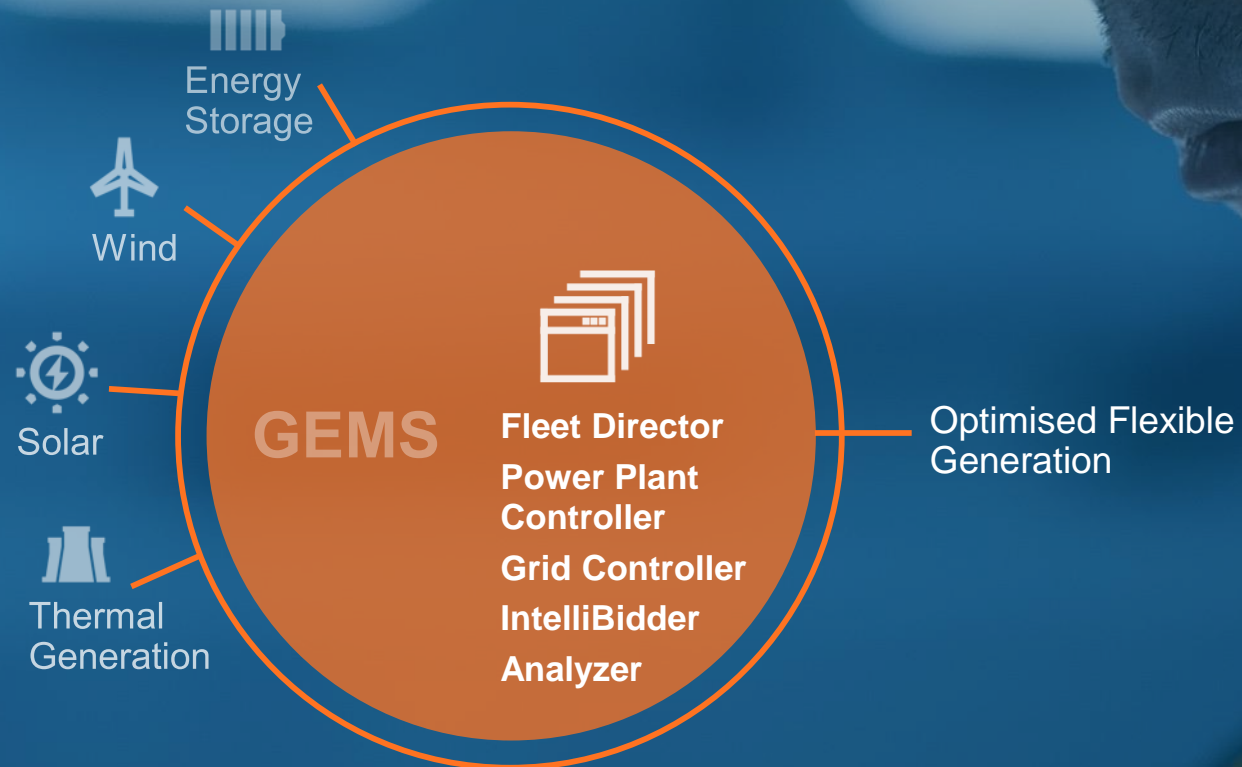 Energy
Storage
Wind
Solar
Thermal
Generation
GEMS
Fleet Director
Power Plant
Controller
Grid Controller
IntelliBidder
Analyzer
Optimised Flexible
Generation